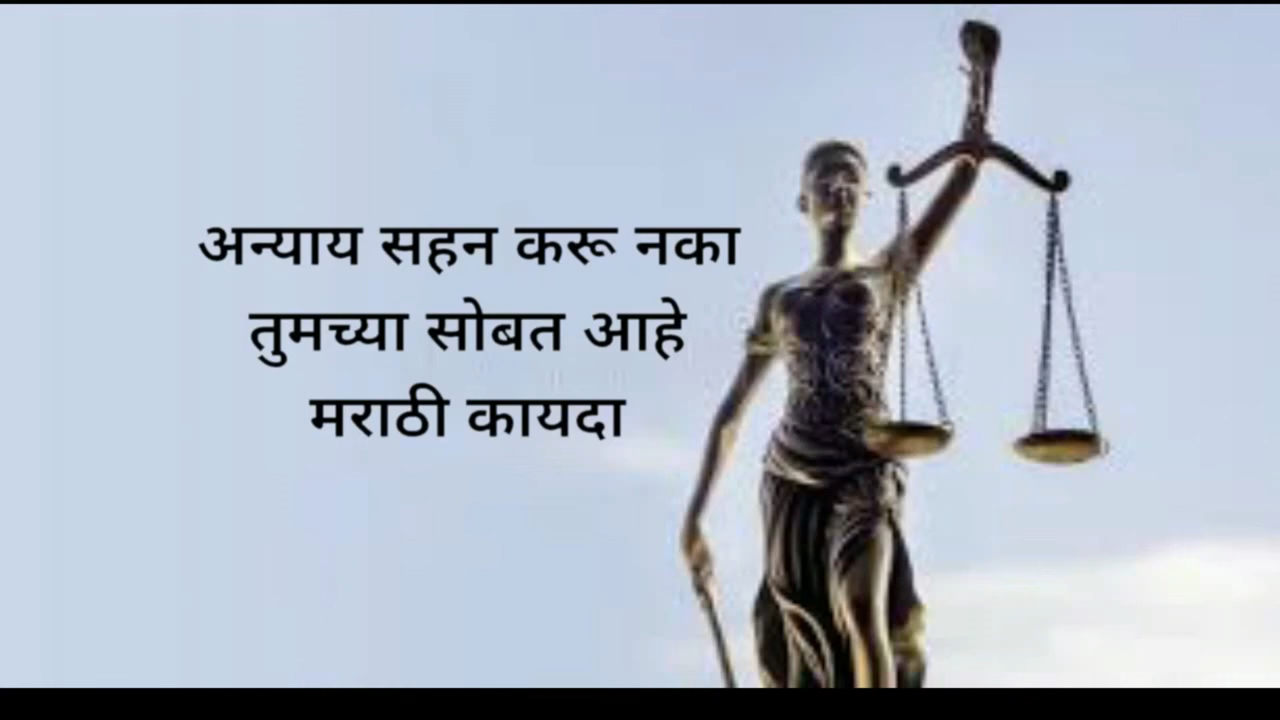 अन्याय सहन करू नका
तुमच्या सोबत आहे
मराठी कायदा